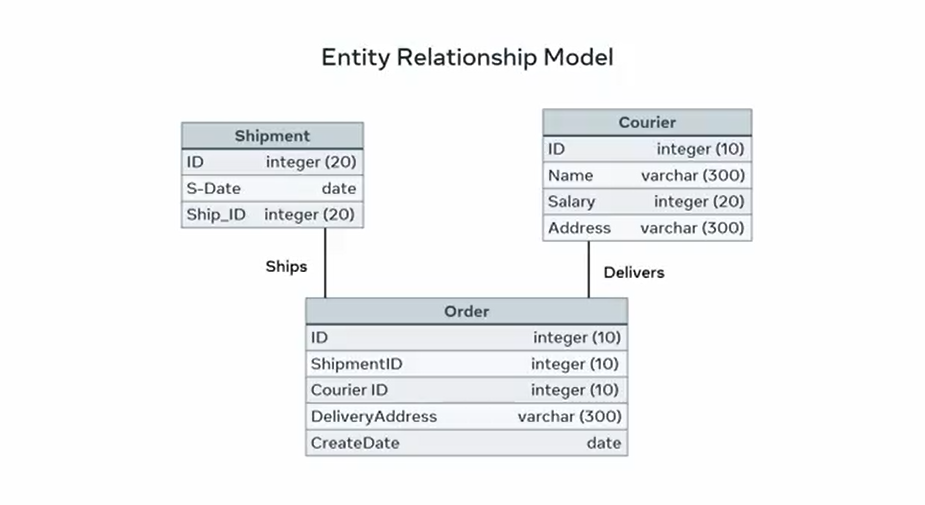 Entity Relationship Model
Shipment
ID integer (20)
S-Date date
Ship_ID integer (20)
Courier
ID integer (10)
Name varchar (300)
Salary integer (20)
Address varchar (300)
Ships
Delivers
Order
ID integer (10)
ShipmentID integer (10)
Courier ID integer (10)
DeliveryAddress varchar (300)
CreateDate date